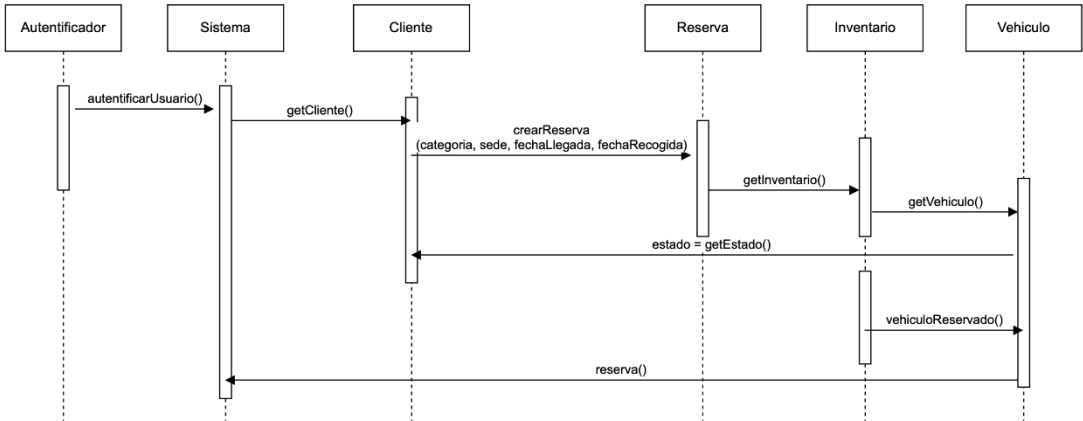 Autentificador
Sistema
Cliente
Reserva
Inventario
Vehiculo
autentificarUsuario()
getCliente()
crearReserva
(categoria, sede, fechaLlegada, fechaRecogida)
getInventario()
getVehiculo()
estado = getEstado()
vehiculoReservado()
reserva()